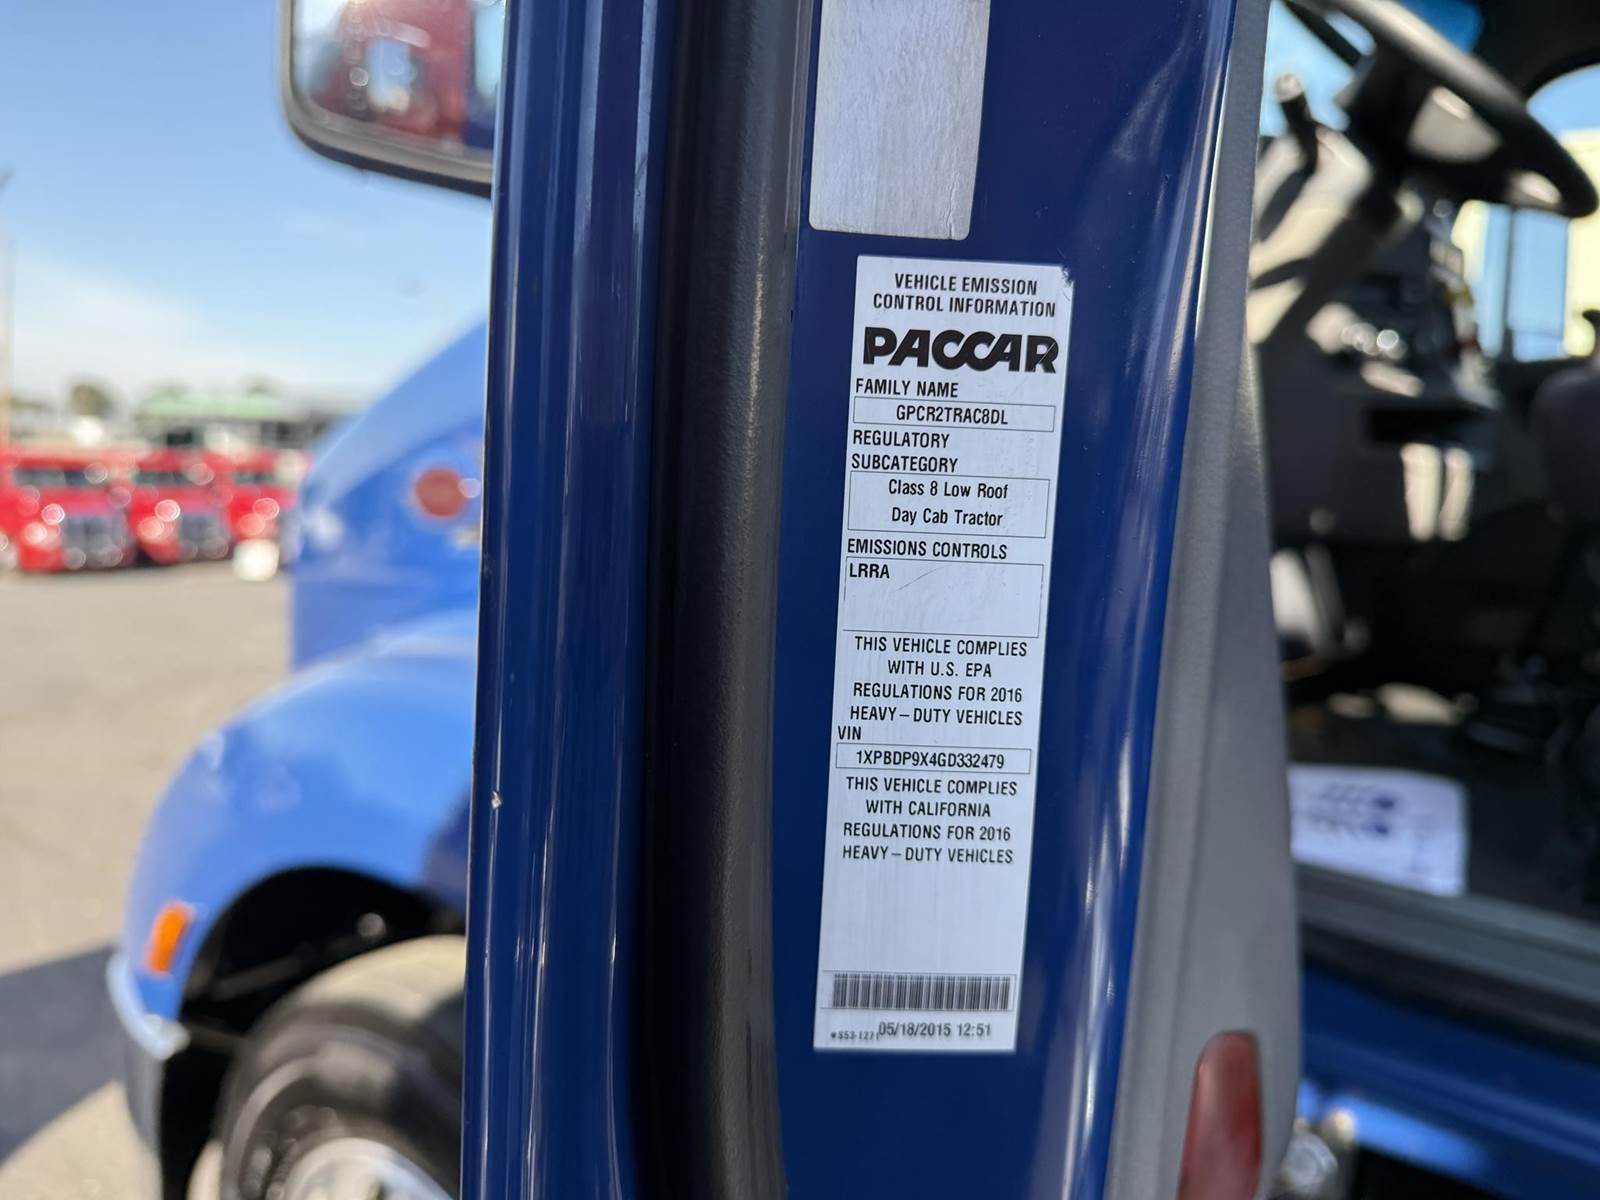 VEHICLE EMISSION
CONTROL INFORMATION
PACCAR
FAMILY NAME
GPCR2TRAC8DL
REGULATORY
SUBCATEGORY
Class 8 Low Roof
Day Cab Tractor
EMISSIONS CONTROLS
LRRA
THIS VEHICLE COMPLIES
WITH U.S. EPA
REGULATIONS FOR 2016
HEAVY – DUTY VEHICLES
VIN
1XPBDP9X4GD332479
THIS VEHICLE COMPLIES
WITH CALIFORNIA
REGULATIONS FOR 2016
HEAVY – DUTY VEHICLES
05/18/2015 12:51